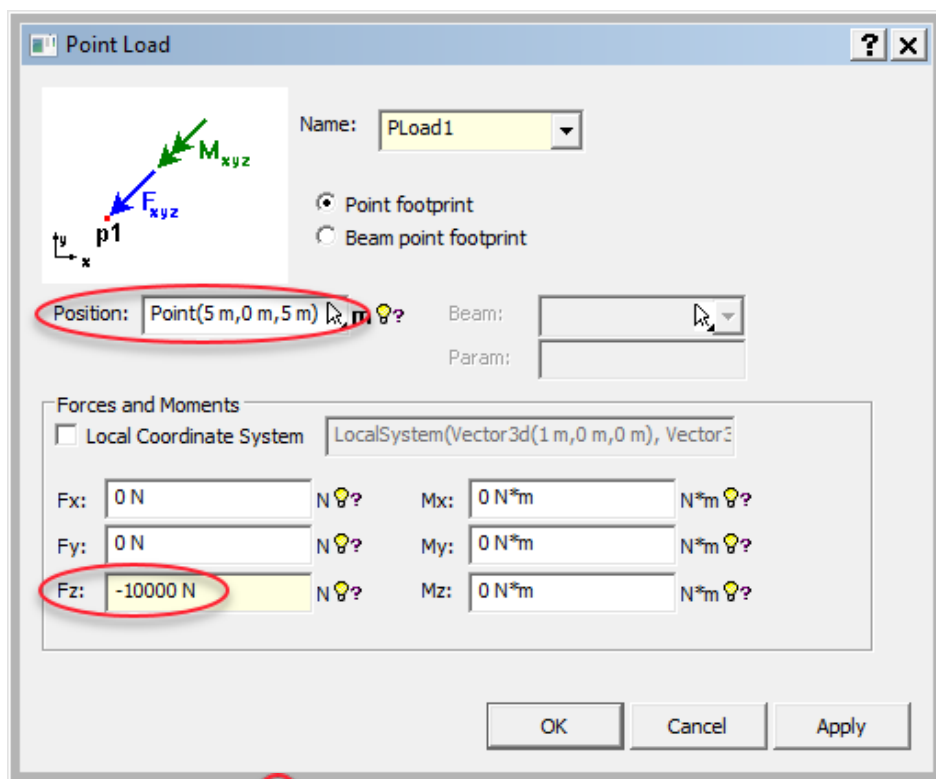 Point Load
? X
Name: PLoad1
Mxyz
Fxyz
p1
y
x
Point footprint
Beam point footprint
Position: Point(5 m,0 m,5 m) m ? Beam:
Param:
Forces and Moments
Local Coordinate System LocalSystem(Vector3d(1 m,0 m,0 m), Vector3
Fx: 0 N N ? Mx: 0 N*m N*m ?
Fy: 0 N N ? My: 0 N*m N*m ?
Fz: -10000 N N ? Mz: 0 N*m N*m ?
OK Cancel Apply